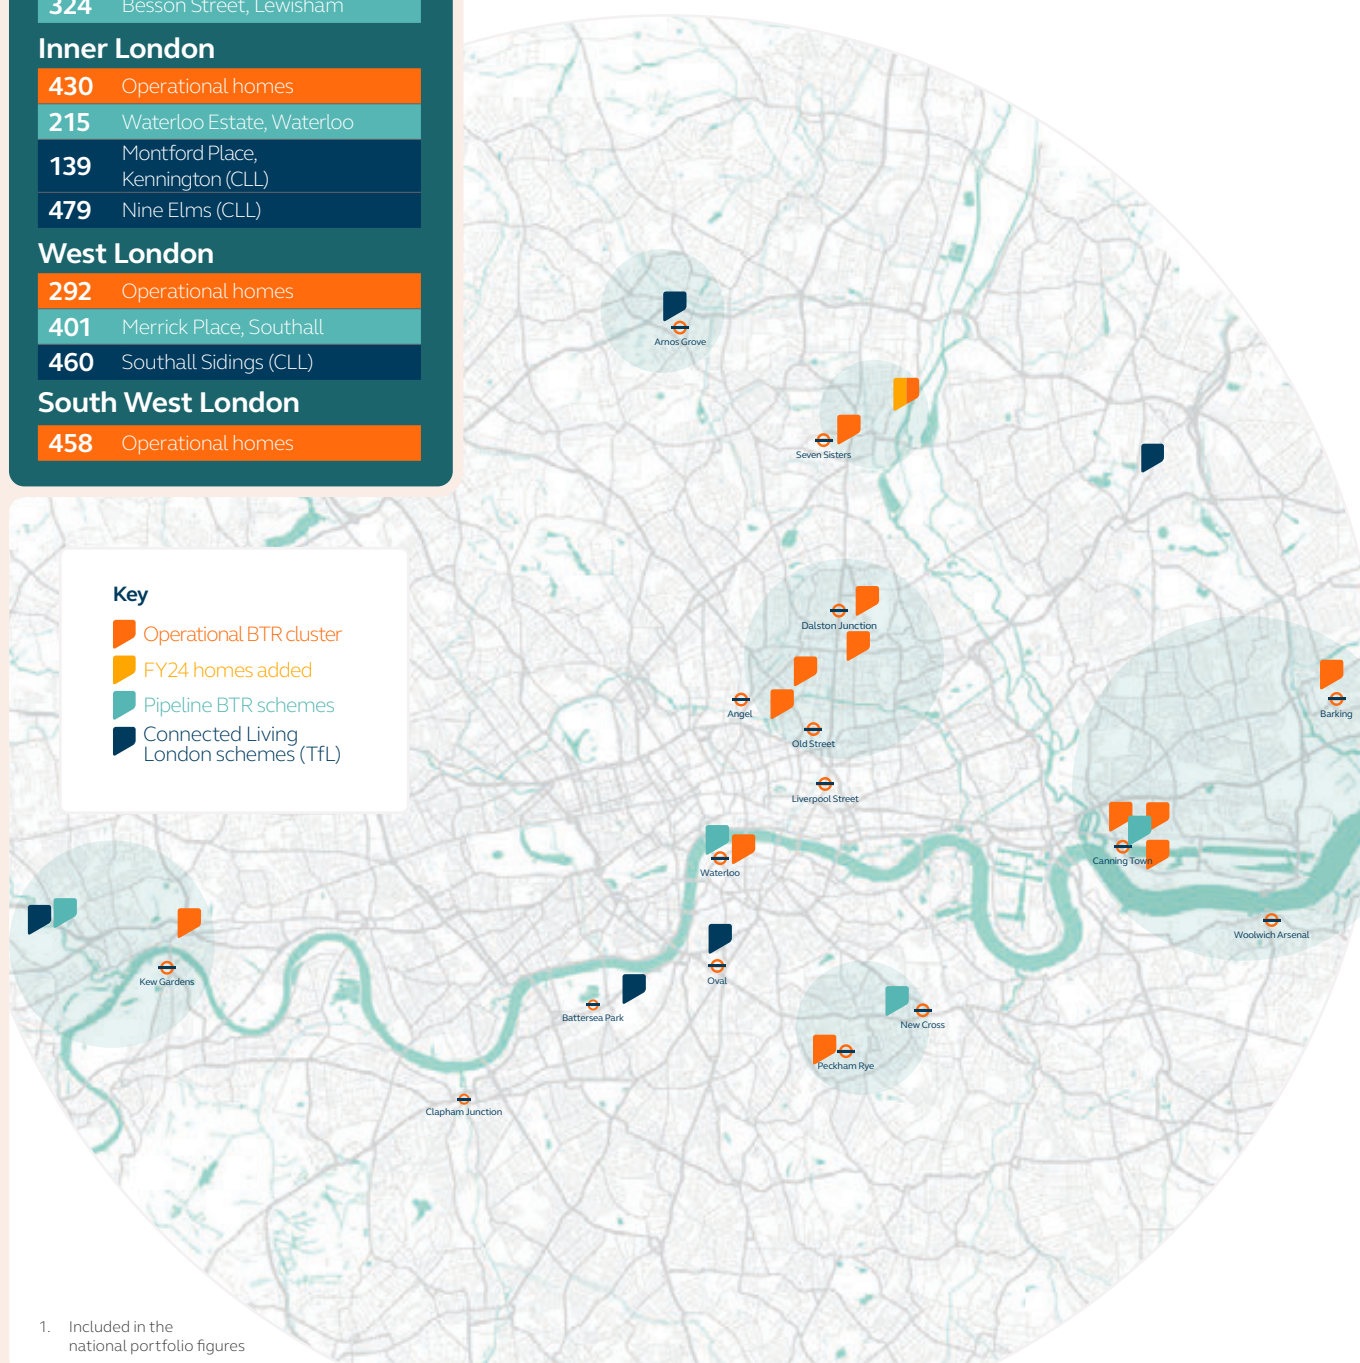 324 Besson Street, Lewisham
Inner London
430 Operational homes
215 Waterloo Estate, Waterloo
139 Montford Place,
Kennington (CLL)
479 Nine Elms (CLL)
West London
292 Operational homes
401 Merrick Place, Southall
460 Southall Sidings (CLL)
South West London
458 Operational homes
Key
Operational BTR cluster
FY24 homes added
Pipeline BTR schemes
Connected Living
London schemes (TfL)
Arnos Grove
Seven Sisters
Dalston Junction
Angel
Old Street
Liverpool Street
Barking
Canning Town
Woolwich Arsenal
Waterloo
Oval
Kew Gardens
Battersea Park
New Cross
Peckham Rye
Clapham Junction
1. Included in the
national portfolio figures